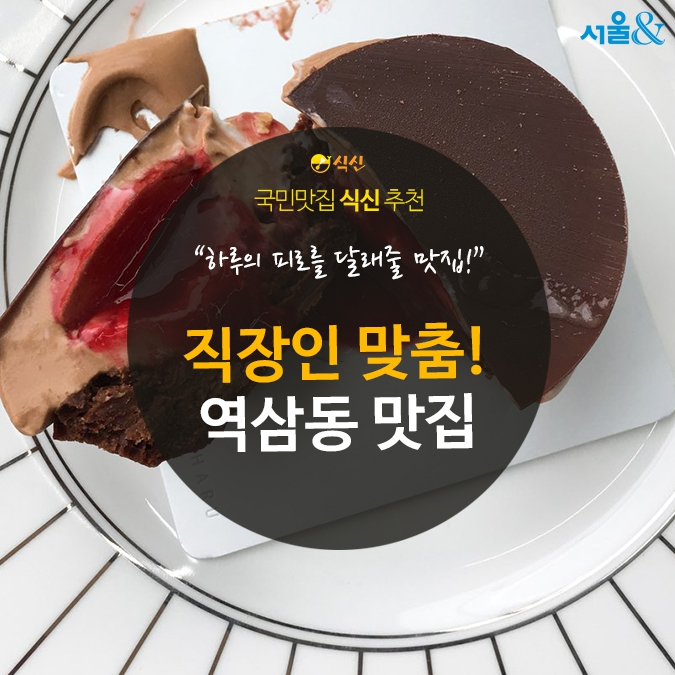 서울&
식신
국민맛집 식신 추천
“하루의 피로를 달래줄 맛집!”
직장인 맞춤!
역삼동 맛집
HARU